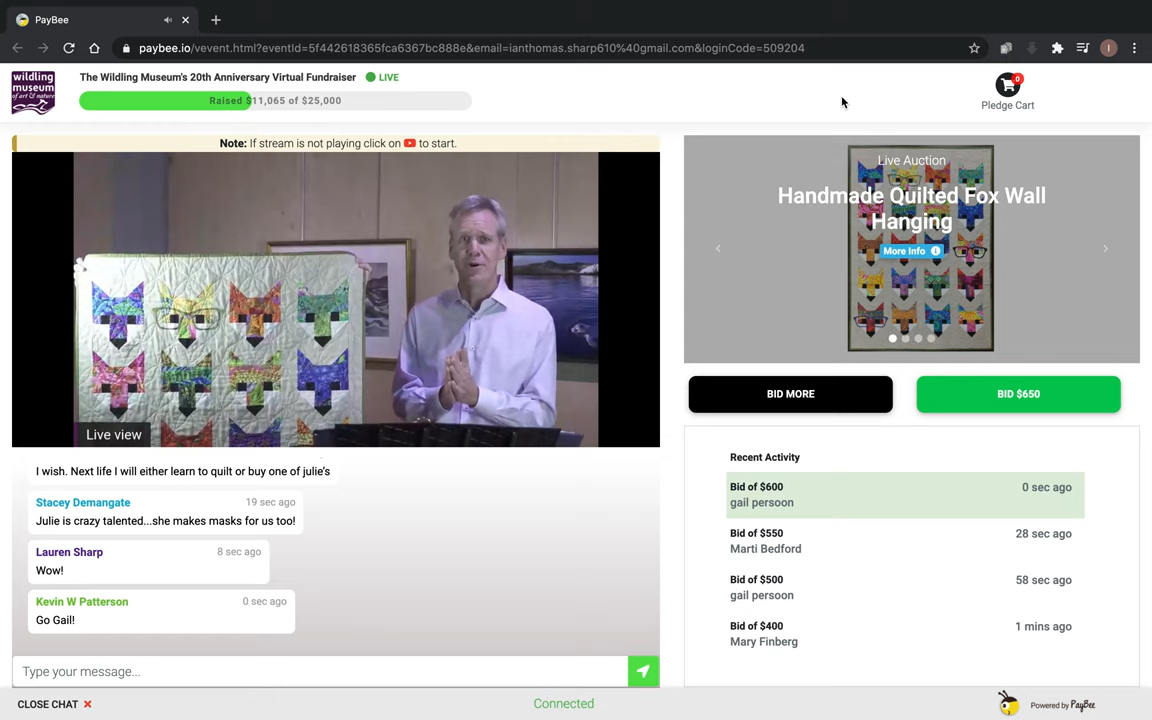 PayBee
paybee.io/vevent.html?eventId=5f442618365fca6367bc888e&email=ianthomas.sharp610%40gmail.com&loginCode=509204
I
wildling
museum
of art & nature
The Wildling Museum's 20th Anniversary Virtual Fundraiser
LIVE
Raised $11,065 of $25,000
0
Pledge Cart
Note: If stream is not playing click on to start.
Live view
Live Auction
Handmade Quilted Fox Wall
Hanging
More Info
BID MORE
BID $650
I wish. Next life I will either learn to quilt or buy one of julie's
Stacey Demangate
19 sec ago
Julie is crazy talented...she makes masks for us too!
Lauren Sharp
8 sec ago
Wow!
Kevin W Patterson
0 sec ago
Go Gail!
Type your message...
Recent Activity
Bid of $600
0 sec ago
gail persoon
Bid of $550
28 sec ago
Marti Bedford
Bid of $500
58 sec ago
gail persoon
Bid of $400
1 mins ago
Mary Finberg
CLOSE CHAT
Connected
Powered by PayBee